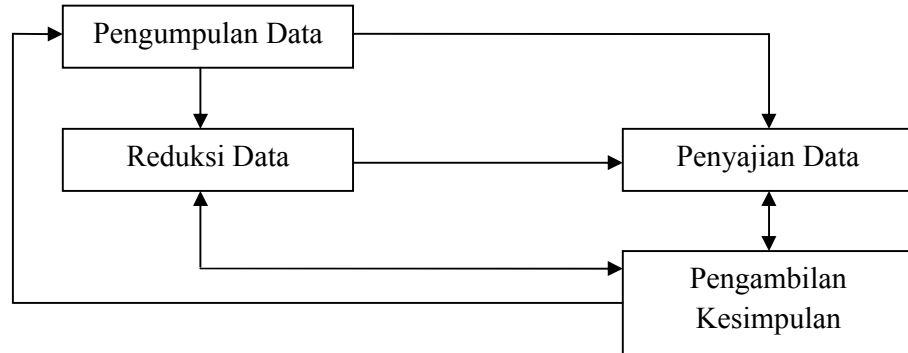 Pengumpulan Data
Reduksi Data
Penyajian Data
Pengambilan
Kesimpulan